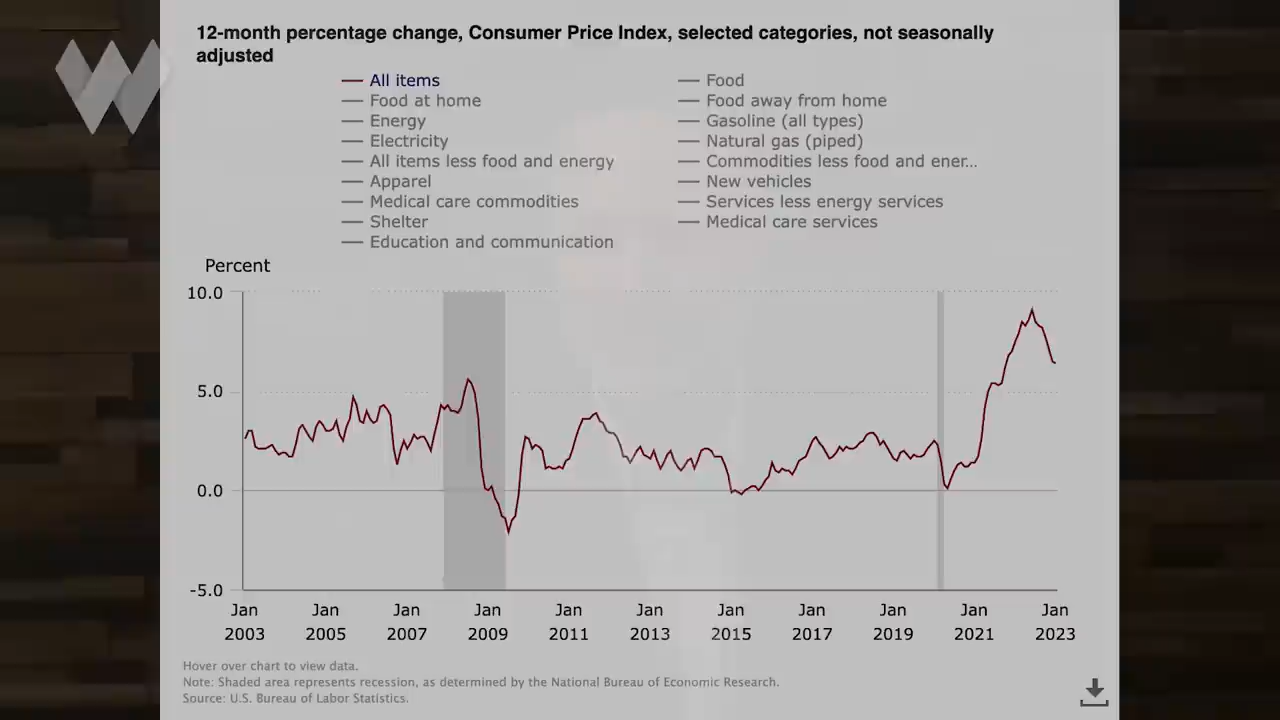 12-month percentage change, Consumer Price Index, selected categories, not seasonally
adjusted
All items
Food
Food at home
Food away from home
Energy
Gasoline (all types)
Electricity
Natural gas (piped)
All items less food and energy
Commodities less food and ener...
Apparel
New vehicles
Medical care commodities
Services less energy services
Shelter
Medical care services
Education and communication
Percent
10.0
5.0
0.0
-5.0
Jan Jan Jan Jan Jan Jan Jan Jan Jan Jan Jan
2003 2005 2007 2009 2011 2013 2015 2017 2019 2021 2023
Hover over chart to view data.
Note: Shaded area represents recession, as determined by the National Bureau of Economic Research.
Source: U.S. Bureau of Labor Statistics.